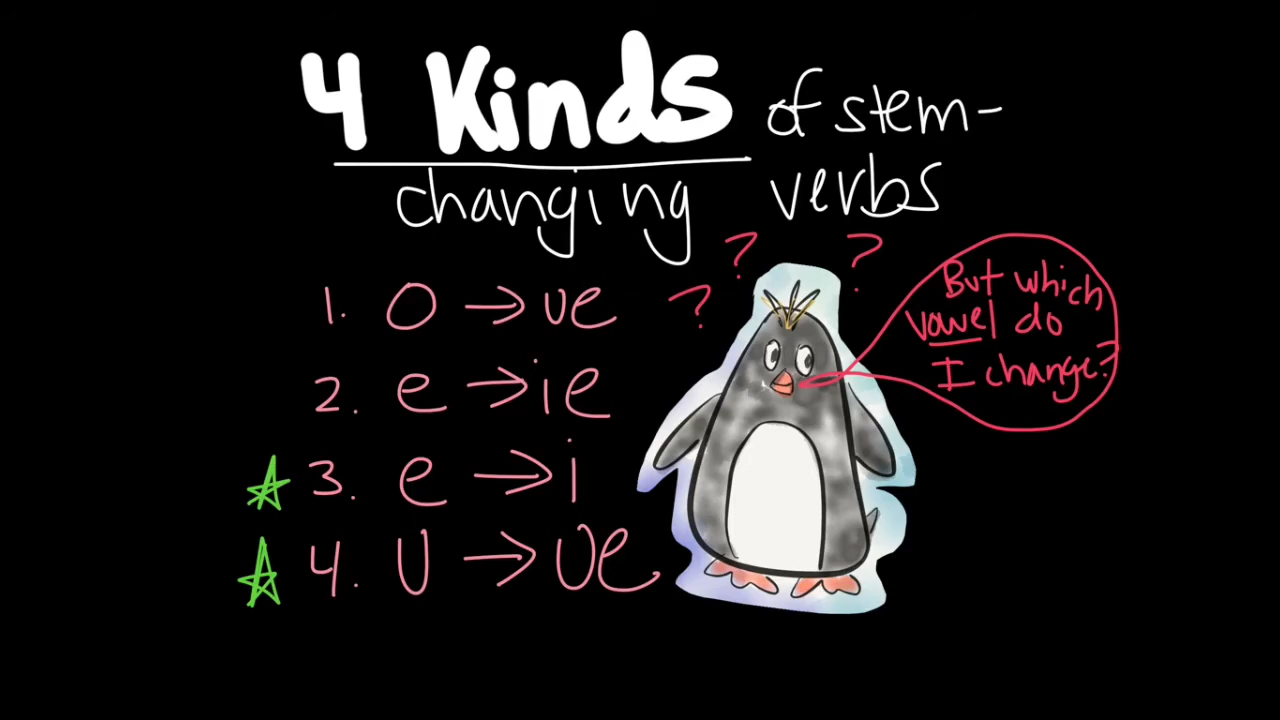 4 Kinds of stem-
changing verbs
? ? ?
But which
vowel do
I change?
1. O → ue
2. e → ie
3. e → i
4. U → Ue